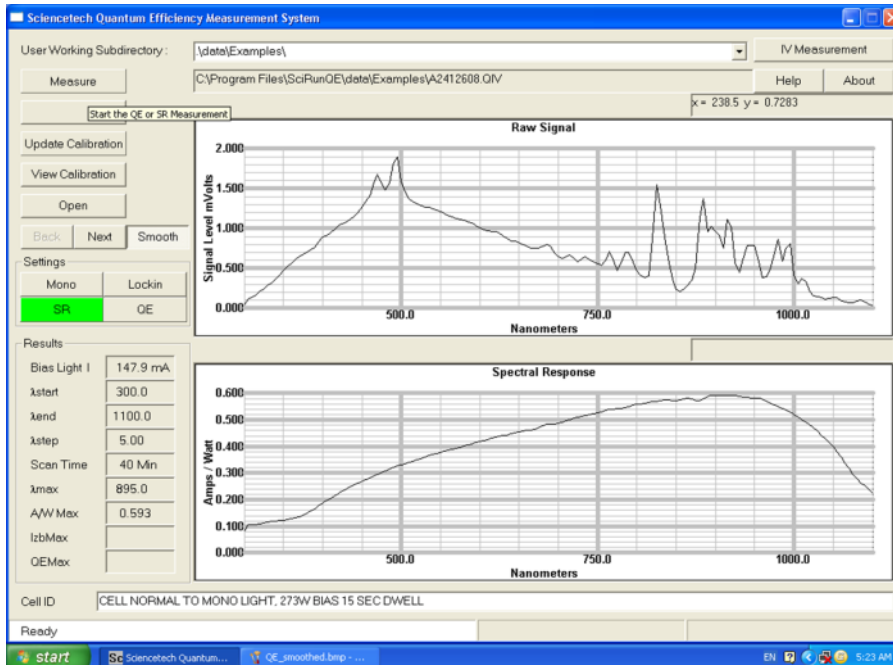 Sciencetech Quantum Efficiency Measurement System
User Working Subdirectory :
.\data\Examples\
IV Measurement
Measure
C:\Program Files\SciRunQE\data\Examples\A2412608.QIV
Help
About
Start the QE or SR Measurement
x = 238.5 y = 0.7283
Update Calibration
View Calibration
Open
Back
Next
Smooth
Settings
Mono
Lockin
SR
QE
Raw Signal
2.000
1.500
1.000
0.500
0.000
Signal Level mVolts
500.0
750.0
1000.0
Nanometers
Results
Bias Light I
147.9 mA
λstart
300.0
λend
1100.0
λstep
5.00
Scan Time
40 Min
λmax
895.0
A/W Max
0.593
IzbMax
QEMax
Spectral Response
0.600
0.500
0.400
0.300
0.200
0.100
0.000
Amps / Watt
500.0
750.0
1000.0
Nanometers
Cell ID
CELL NORMAL TO MONO LIGHT, 273W BIAS 15 SEC DWELL
Ready
start
Sc Sciencetech Quantum...
QE_smoothed.bmp - ...
EN
5:23 AM